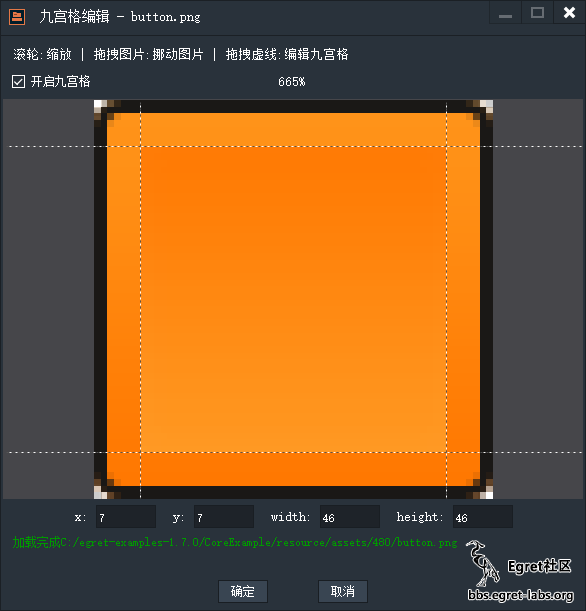 九宫格编辑 - button.png
滚轮: 缩放 | 拖拽图片: 挪动图片 | 拖拽虚线: 编辑九宫格
开启九宫格 665%
x: 7 y: 7 width: 46 height: 46
加载完成C:/egret-examples-1.7.0/CoreExample/resource/assets/480/button.png
Egret社区
确定 取消
bbs.egret-labs.org